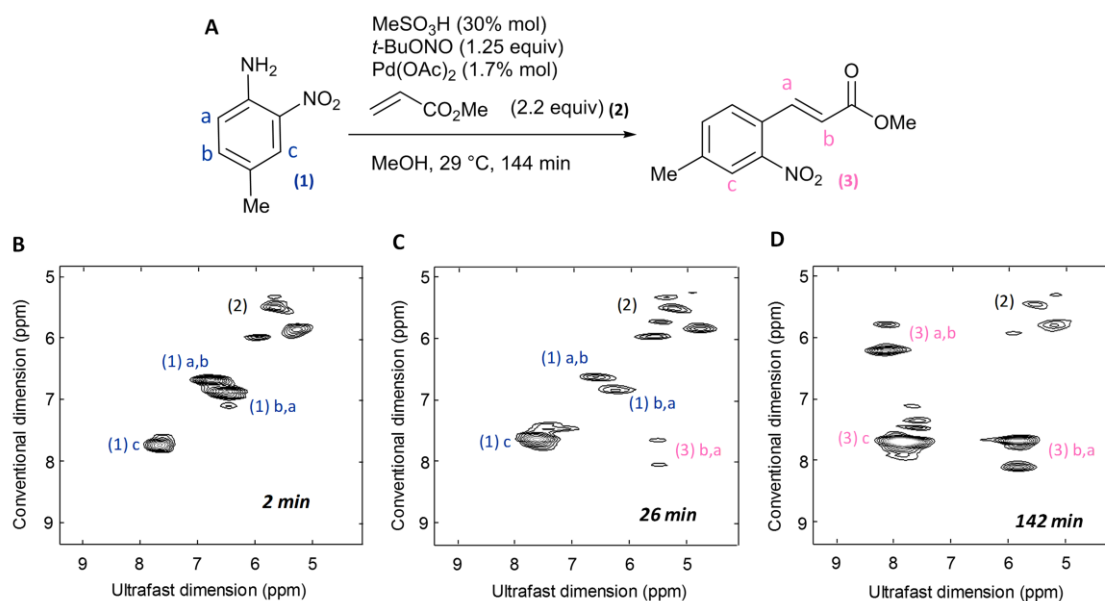 A
MeSO₃H (30% mol)
t-BuONO (1.25 equiv)
Pd(OAc)₂ (1.7% mol)
CO₂Me (2.2 equiv) (2)
MeOH, 29 °C, 144 min
NH₂
NO₂
a
b
c
(1)
Me
a
O
b
OMe
Me
c
NO₂
(3)
B
Conventional dimension (ppm)
5
6
7
8
9
(2)
(1) a,b
(1) b,a
(1) c
2 min
9 8 7 6 5
Ultrafast dimension (ppm)
C
Conventional dimension (ppm)
5
6
7
8
9
(2)
(1) a,b
(1) b,a
(1) c
(3) b,a
26 min
9 8 7 6 5
Ultrafast dimension (ppm)
D
Conventional dimension (ppm)
5
6
7
8
9
(2)
(3) a,b
(3) c
(3) b,a
142 min
9 8 7 6 5
Ultrafast dimension (ppm)